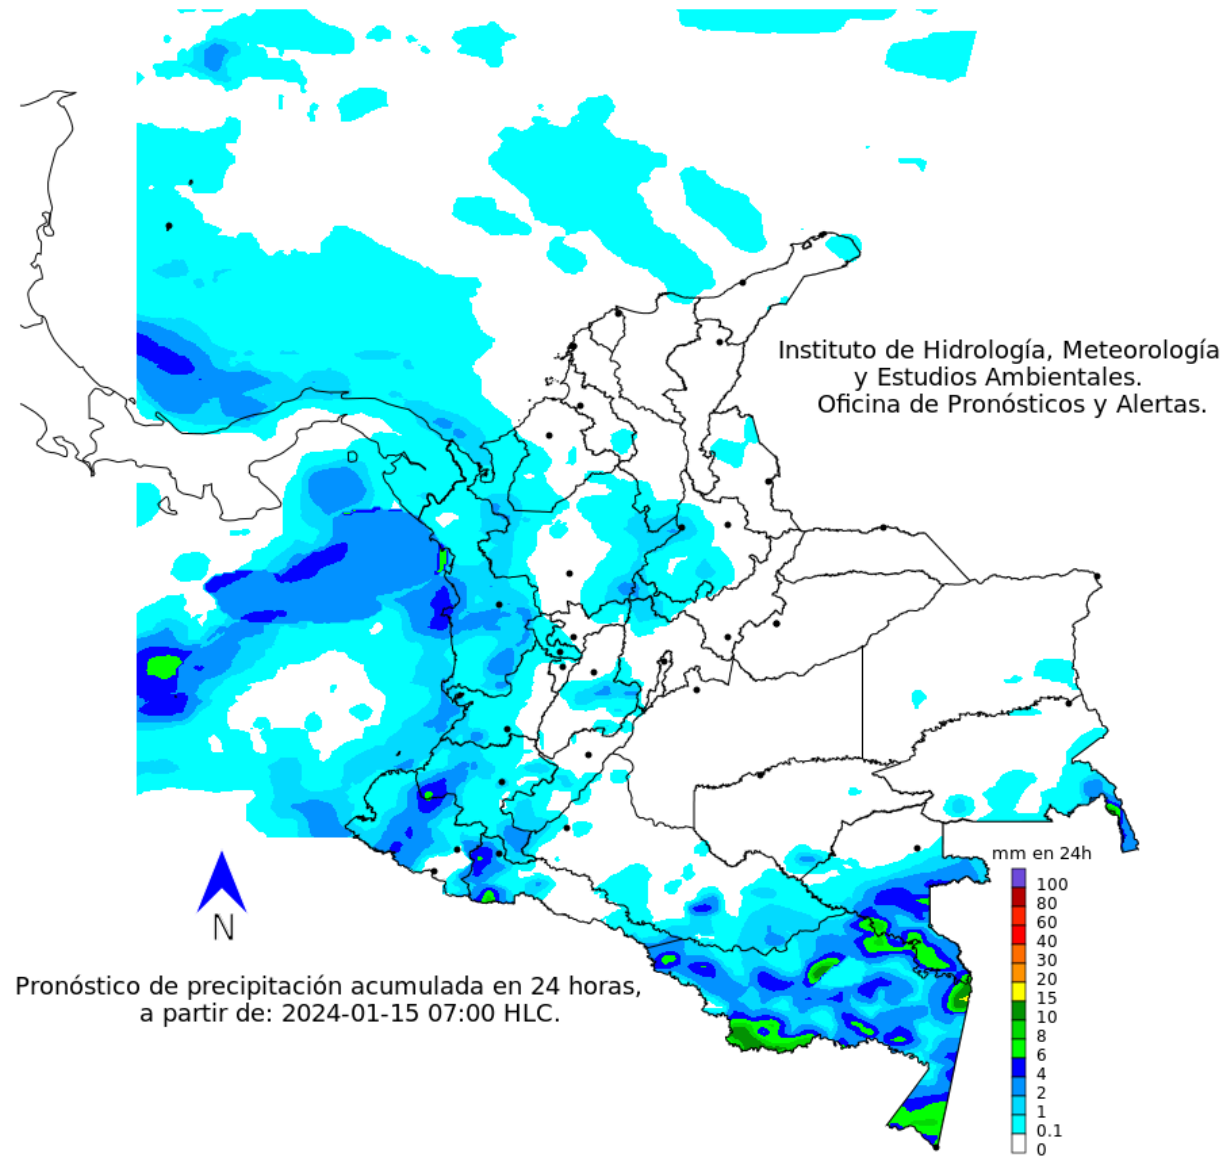 Instituto de Hidrología, Meteorología
y Estudios Ambientales.
Oficina de Pronósticos y Alertas.
mm en 24h
100
80
60
40
30
20
15
10
8
6
4
2
1
0.1
0
N
Pronóstico de precipitación acumulada en 24 horas,
a partir de: 2024-01-15 07:00 HLC.